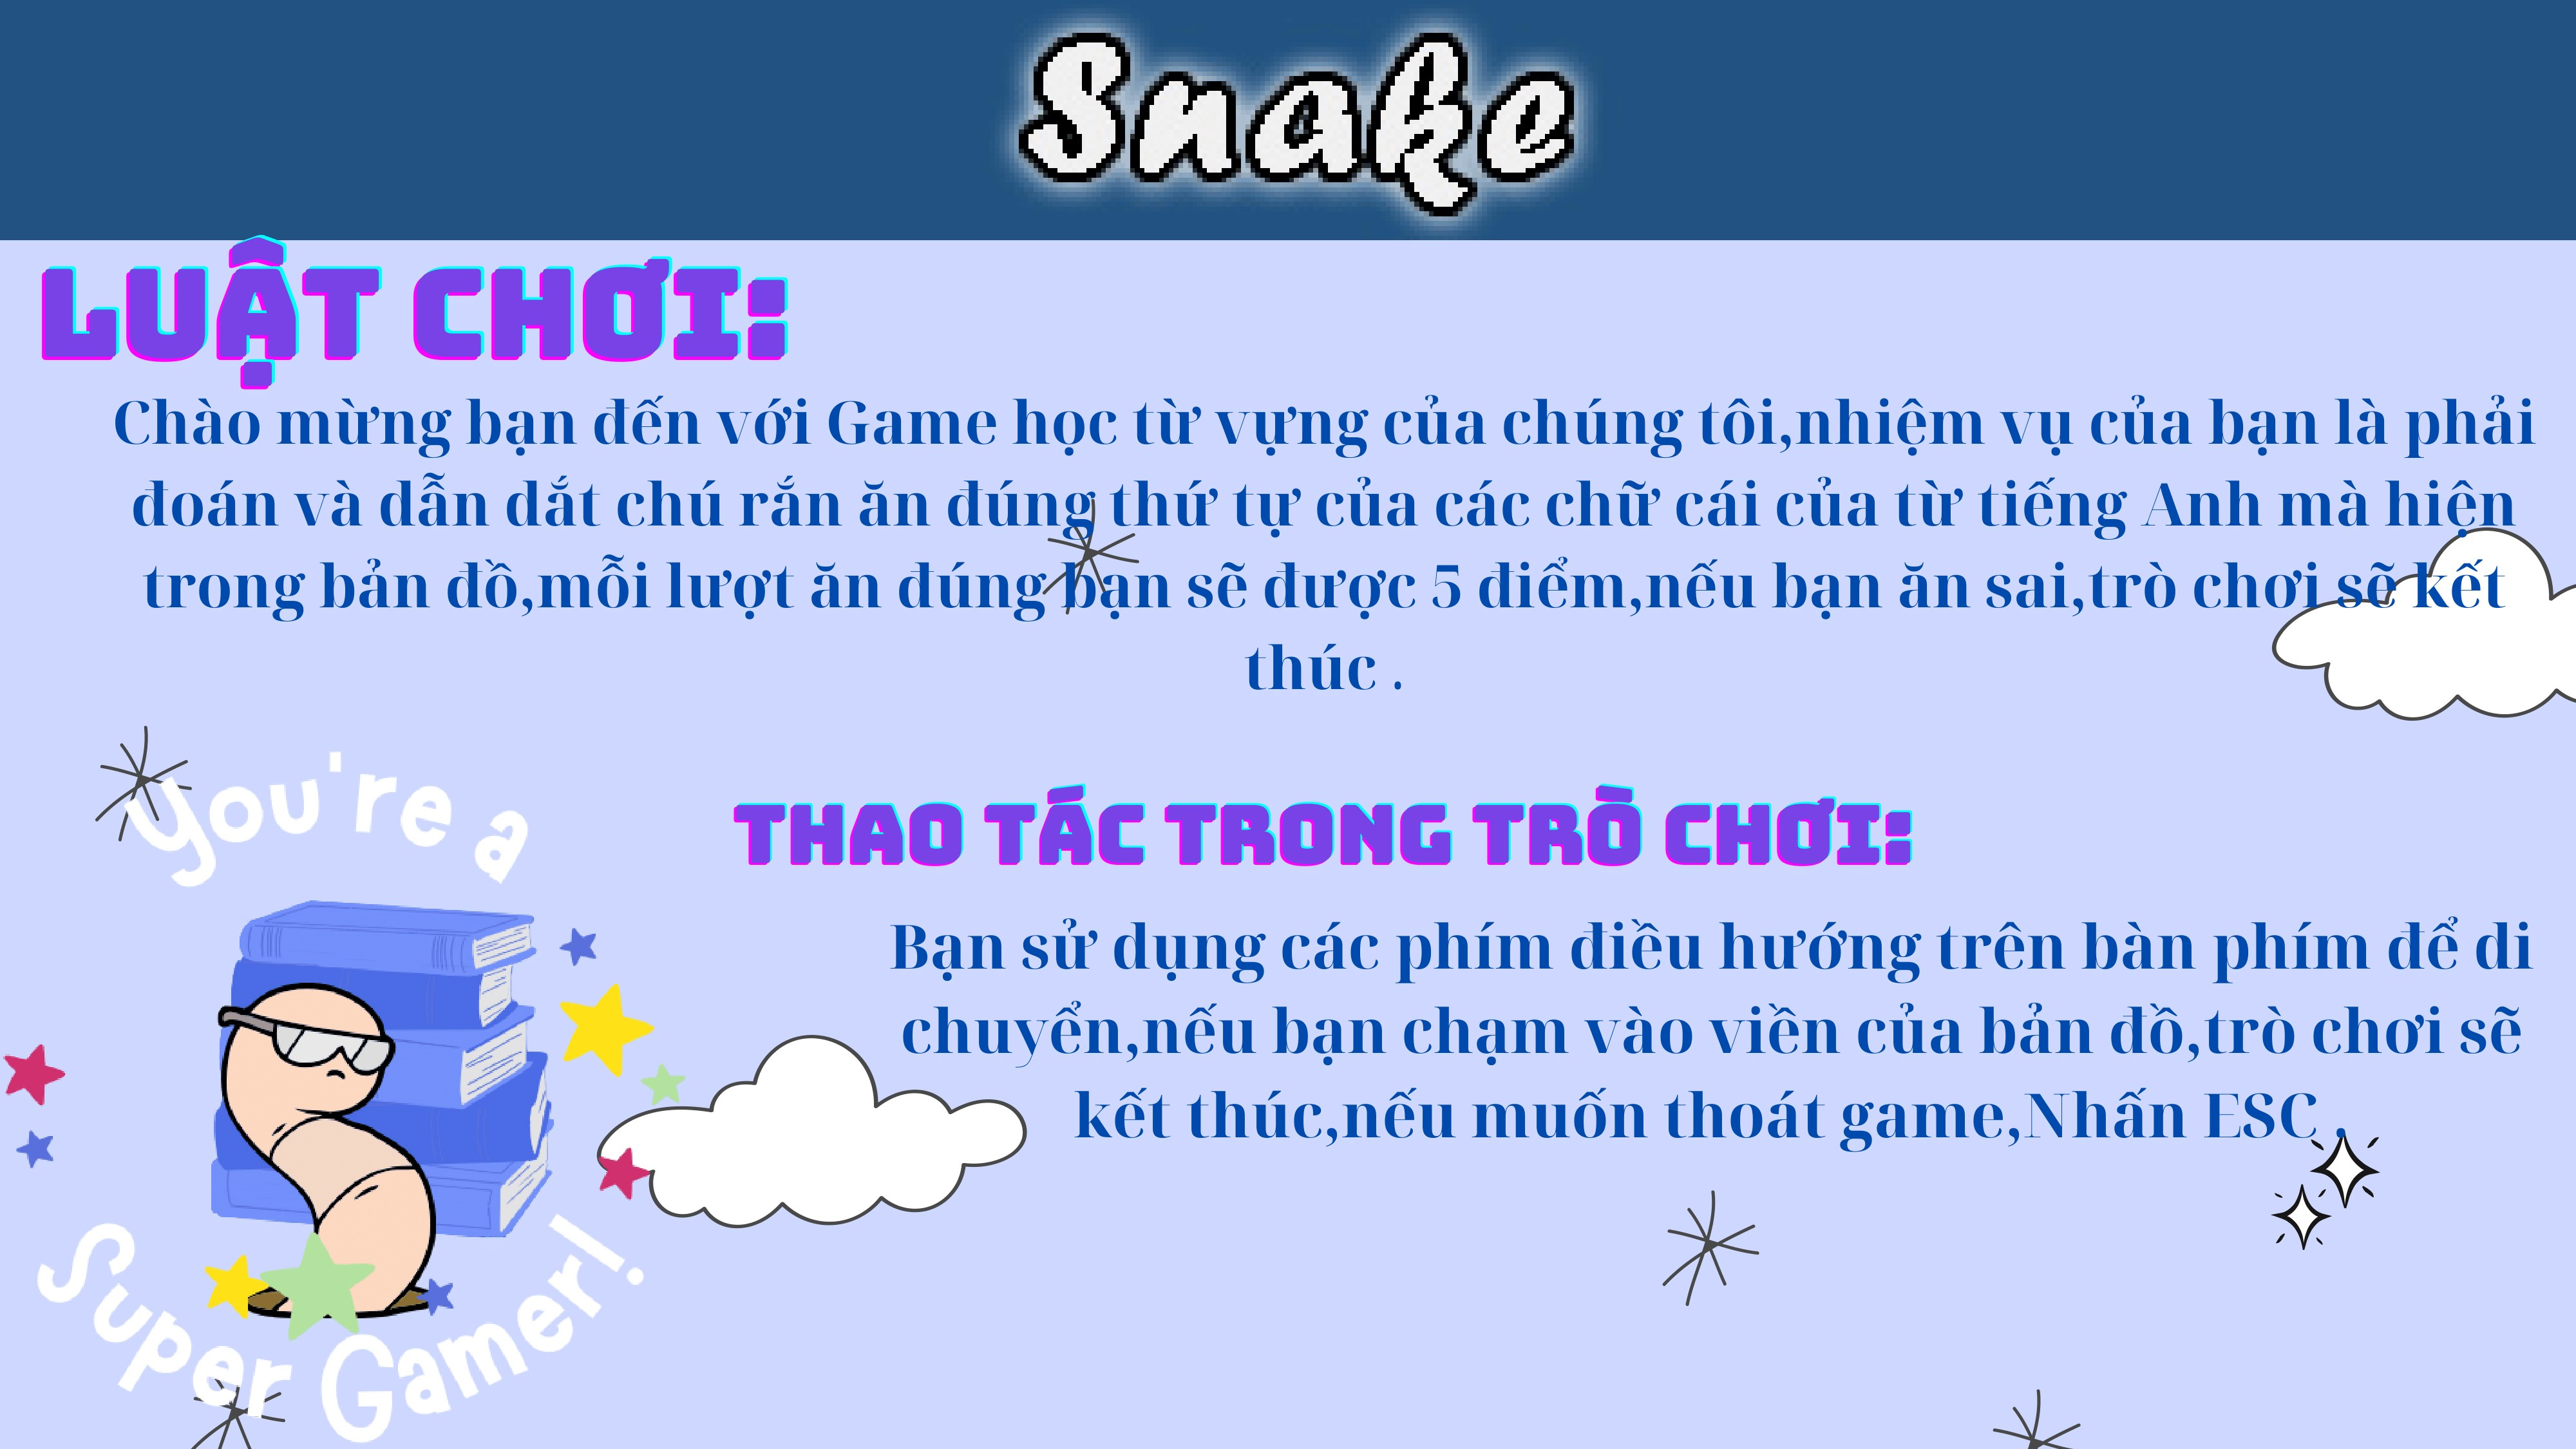 Snake
LUẬT CHƠI:
Chào mừng bạn đến với Game học từ vựng của chúng tôi,nhiệm vụ của bạn là phải
đoán và dẫn dắt chú rắn ăn đúng thứ tự của các chữ cái của từ tiếng Anh mà hiện
trong bản đồ,mỗi lượt ăn đúng bạn sẽ được 5 điểm,nếu bạn ăn sai,trò chơi sẽ kết
thúc .
You're a
Super Gamer!
THAO TÁC TRONG TRÒ CHƠI:
Bạn sử dụng các phím điều hướng trên bàn phím để di
chuyển,nếu bạn chạm vào viền của bản đồ,trò chơi sẽ
kết thúc,nếu muốn thoát game,Nhấn ESC .